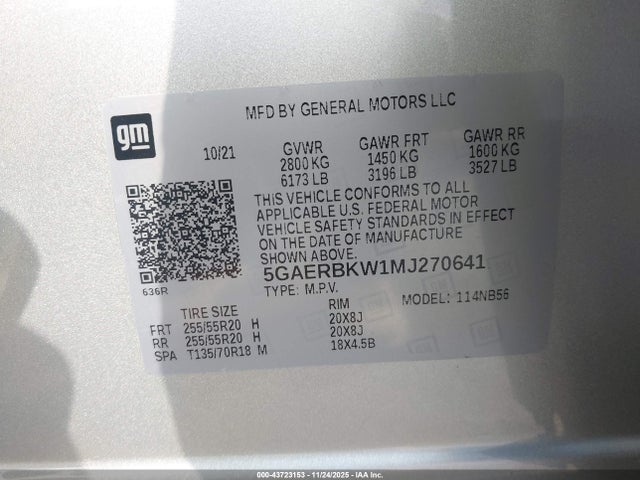 MFD BY GENERAL MOTORS LLC
gm
10/21 GVWR GAWR FRT GAWR RR
2800 KG 1450 KG 1600 KG
6173 LB 3196 LB 3527 LB
THIS VEHICLE CONFORMS TO ALL
APPLICABLE U.S. FEDERAL MOTOR
VEHICLE SAFETY STANDARDS IN EFFECT
ON THE DATE OF MANUFACTURE
SHOWN ABOVE.
5GAERBKW1MJ270641
636R
TYPE: M.P.V. MODEL: 114NB56
TIRE SIZE RIM
FRT 255/55R20 H 20X8J
RR 255/55R20 H 20X8J
SPA T135/70R18 M 18X4.5B
000-43723153 - 11/24/2025 - IAA Inc.